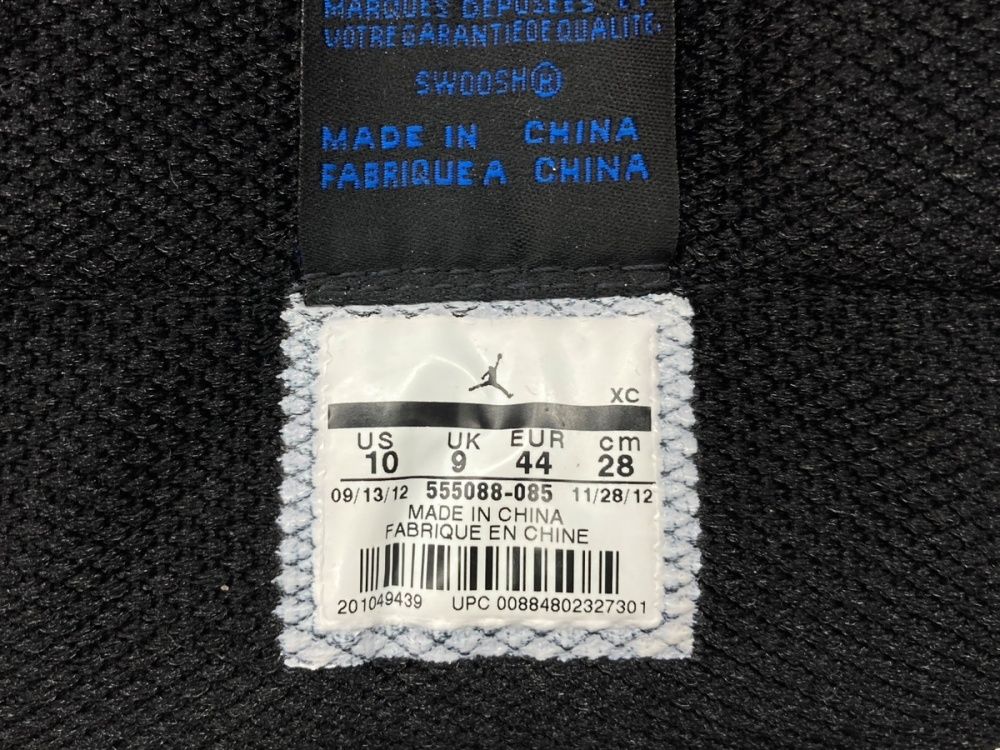 MARQUES DEPOSEES ET
VOTRE GARANTIE DE QUALITE.
SWOOSH®
MADE IN CHINA
FABRIQUE A CHINA
XC
US UK EUR cm
10 9 44 28
09/13/12 555088-085 11/28/12
MADE IN CHINA
FABRIQUE EN CHINE
201049439 UPC 00884802327301